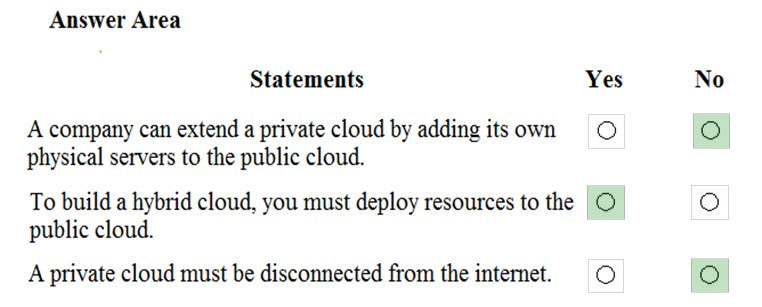 Answer Area
Statements Yes No
A company can extend a private cloud by adding its own
physical servers to the public cloud.
To build a hybrid cloud, you must deploy resources to the
public cloud.
A private cloud must be disconnected from the internet.